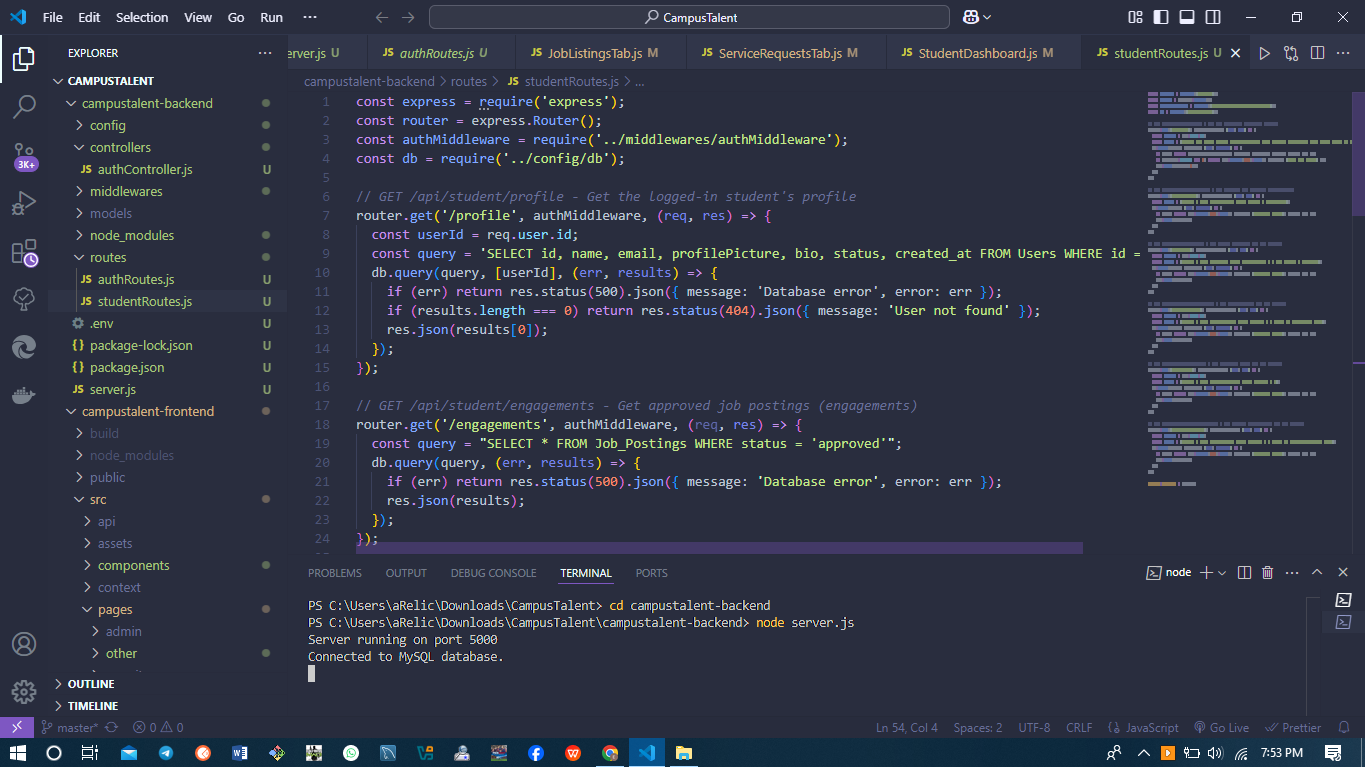 File Edit Selection View Go Run ···
CampusTalent
EXPLORER
CAMPUSTALENT
campustalent-backend
config
controllers
JS authController.js U
middlewares
models
node_modules
routes
JS authRoutes.js U
JS studentRoutes.js U
.env U
{} package-lock.json U
{} package.json U
JS server.js U
campustalent-frontend
build
node_modules
public
src
api
assets
components
context
pages
admin
other
OUTLINE
TIMELINE
3K+
erver.js U
authRoutes.js U
JS JobListingsTab.js M
JS ServiceRequestsTab.js M
JS StudentDashboard.js M
JS studentRoutes.js U
campustalent-backend > routes > JS studentRoutes.js > ...
1 const express = require('express');
2 const router = express.Router();
3 const authMiddleware = require('../middlewares/authMiddleware');
4 const db = require('../config/db');
5
6 // GET /api/student/profile - Get the logged-in student's profile
7 router.get('/profile', authMiddleware, (req, res) => {
8 const userId = req.user.id;
9 const query = 'SELECT id, name, email, profilePicture, bio, status, created_at FROM Users WHERE id =
10 db.query(query, [userId], (err, results) => {
11 if (err) return res.status(500).json({ message: 'Database error', error: err });
12 if (results.length === 0) return res.status(404).json({ message: 'User not found' });
13 res.json(results[0]);
14 });
15 });
16
17 // GET /api/student/engagements - Get approved job postings (engagements)
18 router.get('/engagements', authMiddleware, (req, res) => {
19 const query = "SELECT * FROM Job_Postings WHERE status = 'approved'";
20 db.query(query, (err, results) => {
21 if (err) return res.status(500).json({ message: 'Database error', error: err });
22 res.json(results);
23 });
24 });
PROBLEMS OUTPUT DEBUG CONSOLE TERMINAL PORTS
node
PS C:\Users\aRelic\Downloads\CampusTalent> cd campustalent-backend
PS C:\Users\aRelic\Downloads\CampusTalent\campustalent-backend> node server.js
Server running on port 5000
Connected to MySQL database.
master* 0 0
Ln 54, Col 4 Spaces: 2 UTF-8 CRLF {} JavaScript Go Live Prettier
7:53 PM